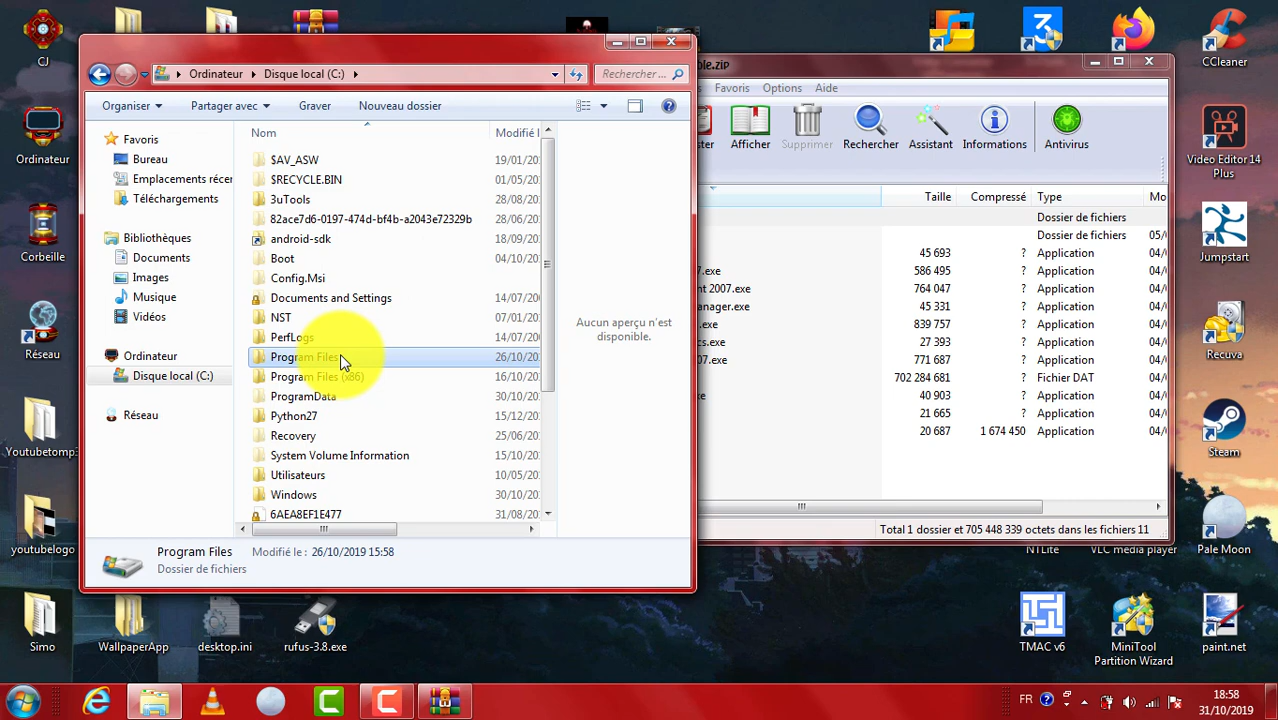 CJ
Ordinateur
Corbeille
Réseau
Youtubetomp3
youtubelogo
Simo
WallpaperApp
desktop.ini
rufus-3.8.exe
Ordinateur
Disque local (C:)
Rechercher ...
Organiser
Partager avec
Graver
Nouveau dossier
Favoris
Bureau
Emplacements récen
Téléchargements
Bibliothèques
Documents
Images
Musique
Vidéos
Ordinateur
Disque local (C:)
Réseau
Nom
Modifié l
$AV_ASW
19/01/20
$RECYCLE.BIN
01/05/20
3uTools
28/08/20
82ace7d6-0197-474d-bf4b-a2043e72329b
28/06/20
android-sdk
18/09/20
Boot
04/10/20
Config.Msi
Documents and Settings
14/07/20
NST
07/01/20
PerfLogs
14/07/20
Program Files
26/10/20
Program Files (x86)
16/10/20
ProgramData
30/10/20
Python27
15/12/20
Recovery
25/06/20
System Volume Information
15/10/20
Utilisateurs
10/05/20
Windows
30/10/20
6AEA8EF1E477
31/08/20
Aucun aperçu n'est
disponible.
Program Files
Modifié le : 26/10/2019 15:58
Dossier de fichiers
ble.zip
Favoris
Options
Aide
ster
Afficher
Supprimer
Rechercher
Assistant
Informations
Antivirus
Taille
Compressé
Type
Mo
Dossier de fichiers
Dossier de fichiers
05/
45 693
?
Application
04/
7.exe
586 495
?
Application
04/
nt 2007.exe
764 047
?
Application
04/
anager.exe
45 331
?
Application
04/
.exe
839 757
?
Application
04/
cs.exe
27 393
?
Application
04/
07.exe
771 687
?
Application
04/
702 284 681
?
Fichier DAT
04/
e
40 903
?
Application
04/
21 665
?
Application
04/
20 687
1 674 450
Application
04/
Total 1 dossier et 705 448 339 octets dans les fichiers 11
NTLite
VLC media player
TMAC v6
MiniTool
Partition Wizard
CCleaner
Video Editor 14
Plus
Jumpstart
Recuva
Steam
Pale Moon
paint.net
FR
18:58
31/10/2019